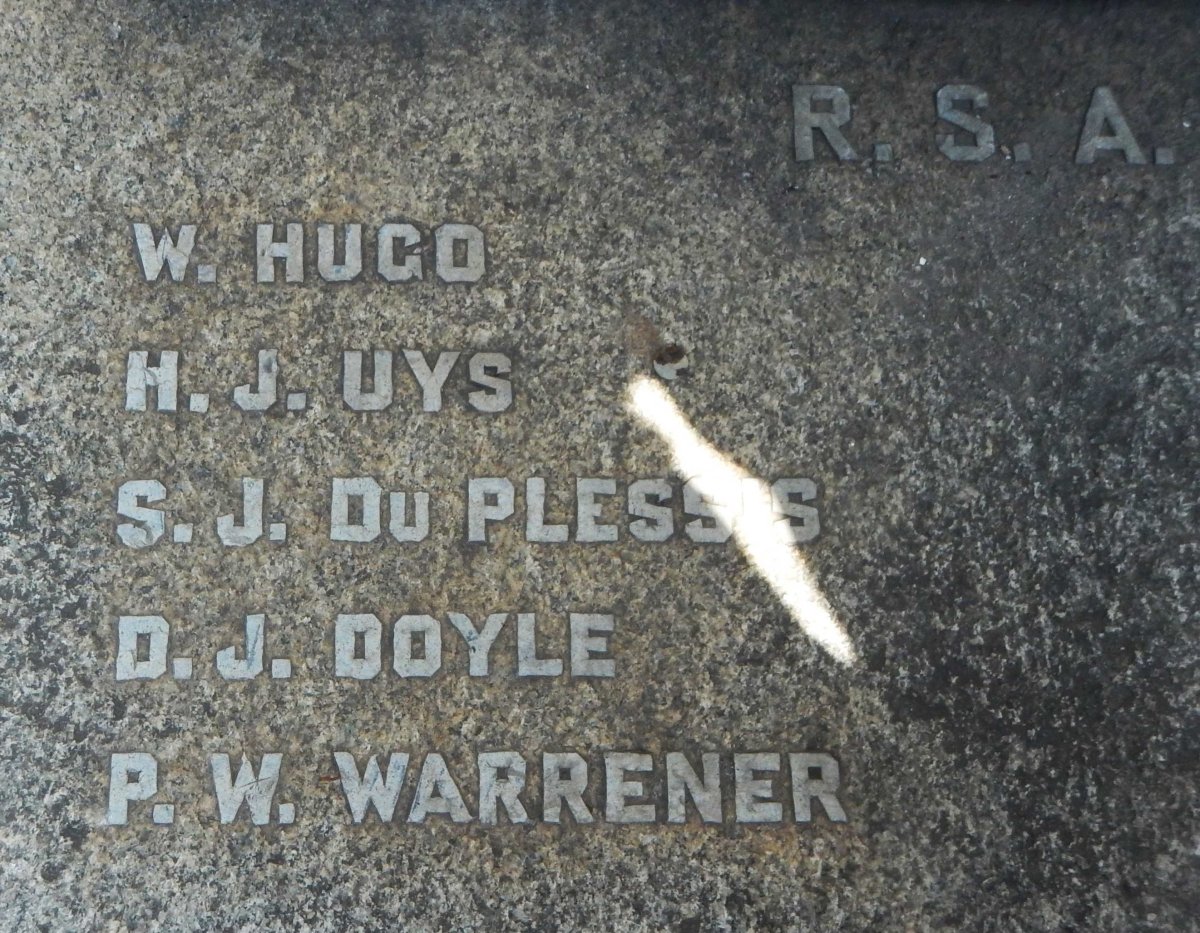 R. S. A.
W. HUGO
H. J. UYS
S. J. DU PLESSIS
D. J. DOYLE
P. W. WARRENER